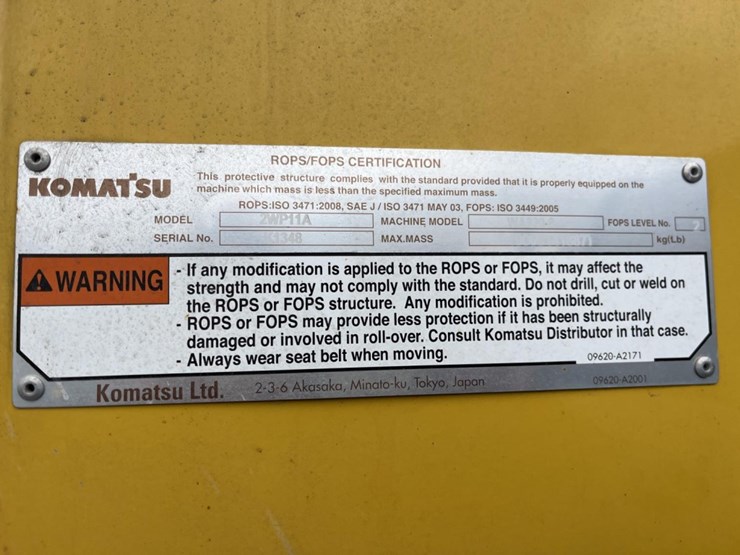 ROPS/FOPS CERTIFICATION
KOMATSU
This protective structure complies with the standard provided that it is properly equipped on the
machine which mass is less than the specified maximum mass.
ROPS:ISO 3471:2008, SAE J / ISO 3471 MAY 03, FOPS: ISO 3449:2005
MODEL 2WP11A MACHINE MODEL FOPS LEVEL No. 2
SERIAL No. K1348 MAX.MASS kg(Lb)
WARNING
- If any modification is applied to the ROPS or FOPS, it may affect the
strength and may not comply with the standard. Do not drill, cut or weld on
the ROPS or FOPS structure. Any modification is prohibited.
- ROPS or FOPS may provide less protection if it has been structurally
damaged or involved in roll-over. Consult Komatsu Distributor in that case.
- Always wear seat belt when moving.
09620-A2171
Komatsu Ltd. 2-3-6 Akasaka, Minato-ku, Tokyo, Japan 09620-A2001